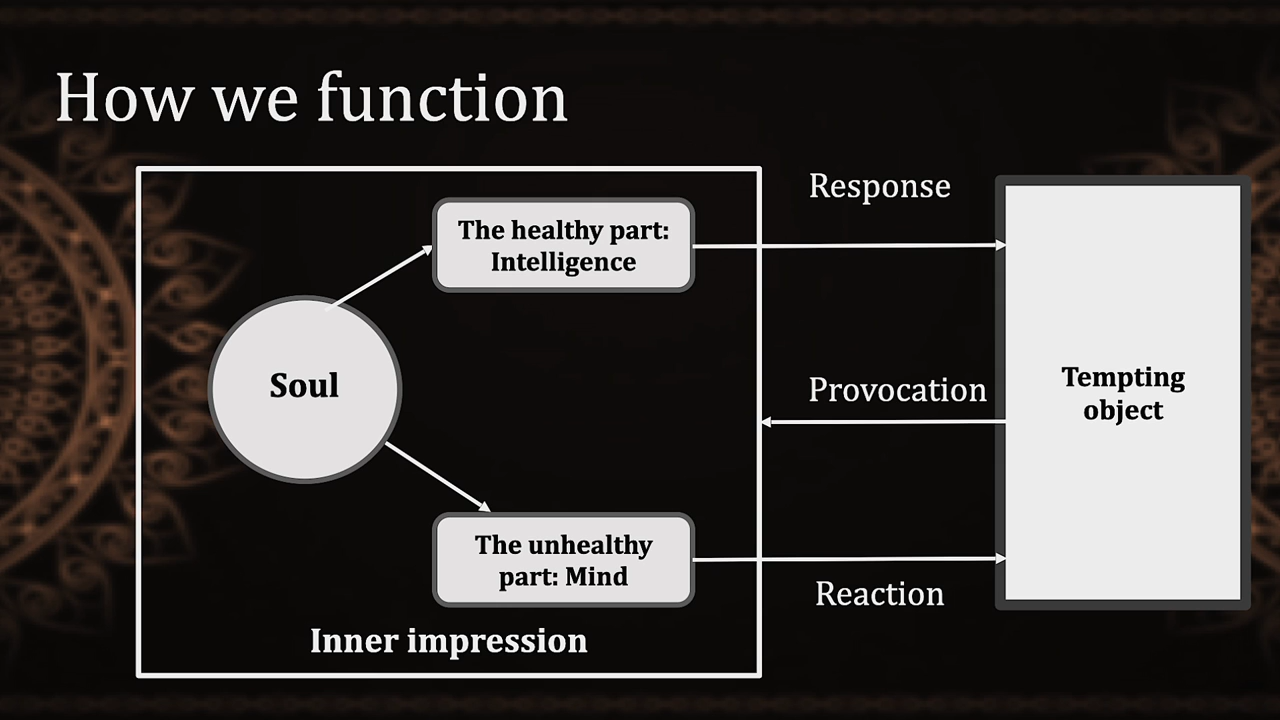 How we function
Response
The healthy part:
Intelligence
Soul
Provocation
Tempting
object
The unhealthy
part: Mind
Reaction
Inner impression